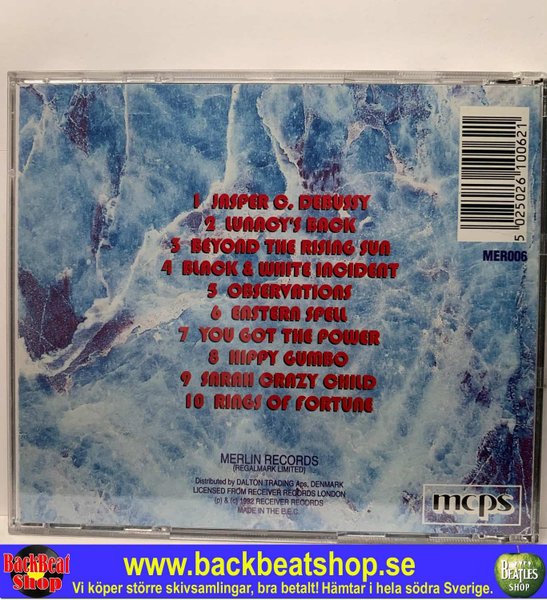 1 JASPER C. DEBUSSY
2 LUNACY'S BACK
3 BEYOND THE RISING SUN
4 BLACK & WHITE INCIDENT
5 OBSERVATIONS
6 EASTERN SPELL
7 YOU GOT THE POWER
8 HIPPY GUMBO
9 SARAH CRAZY CHILD
10 RINGS OF FORTUNE
5 025026 100621
MER006
MERLIN RECORDS
(REGALMARK LIMITED)
Distributed by DALTON TRADING Aps, DENMARK
LICENSED FROM RECEIVER RECORDS LONDON
(p) & (c) 1992 RECEIVER RECORDS
MADE IN THE E.E.C.
mcps
BackBeat
Shop
www.backbeatshop.se
Vi köper större skivsamlingar, bra betalt! Hämtar i hela södra Sverige.
BEATLES
SHOP